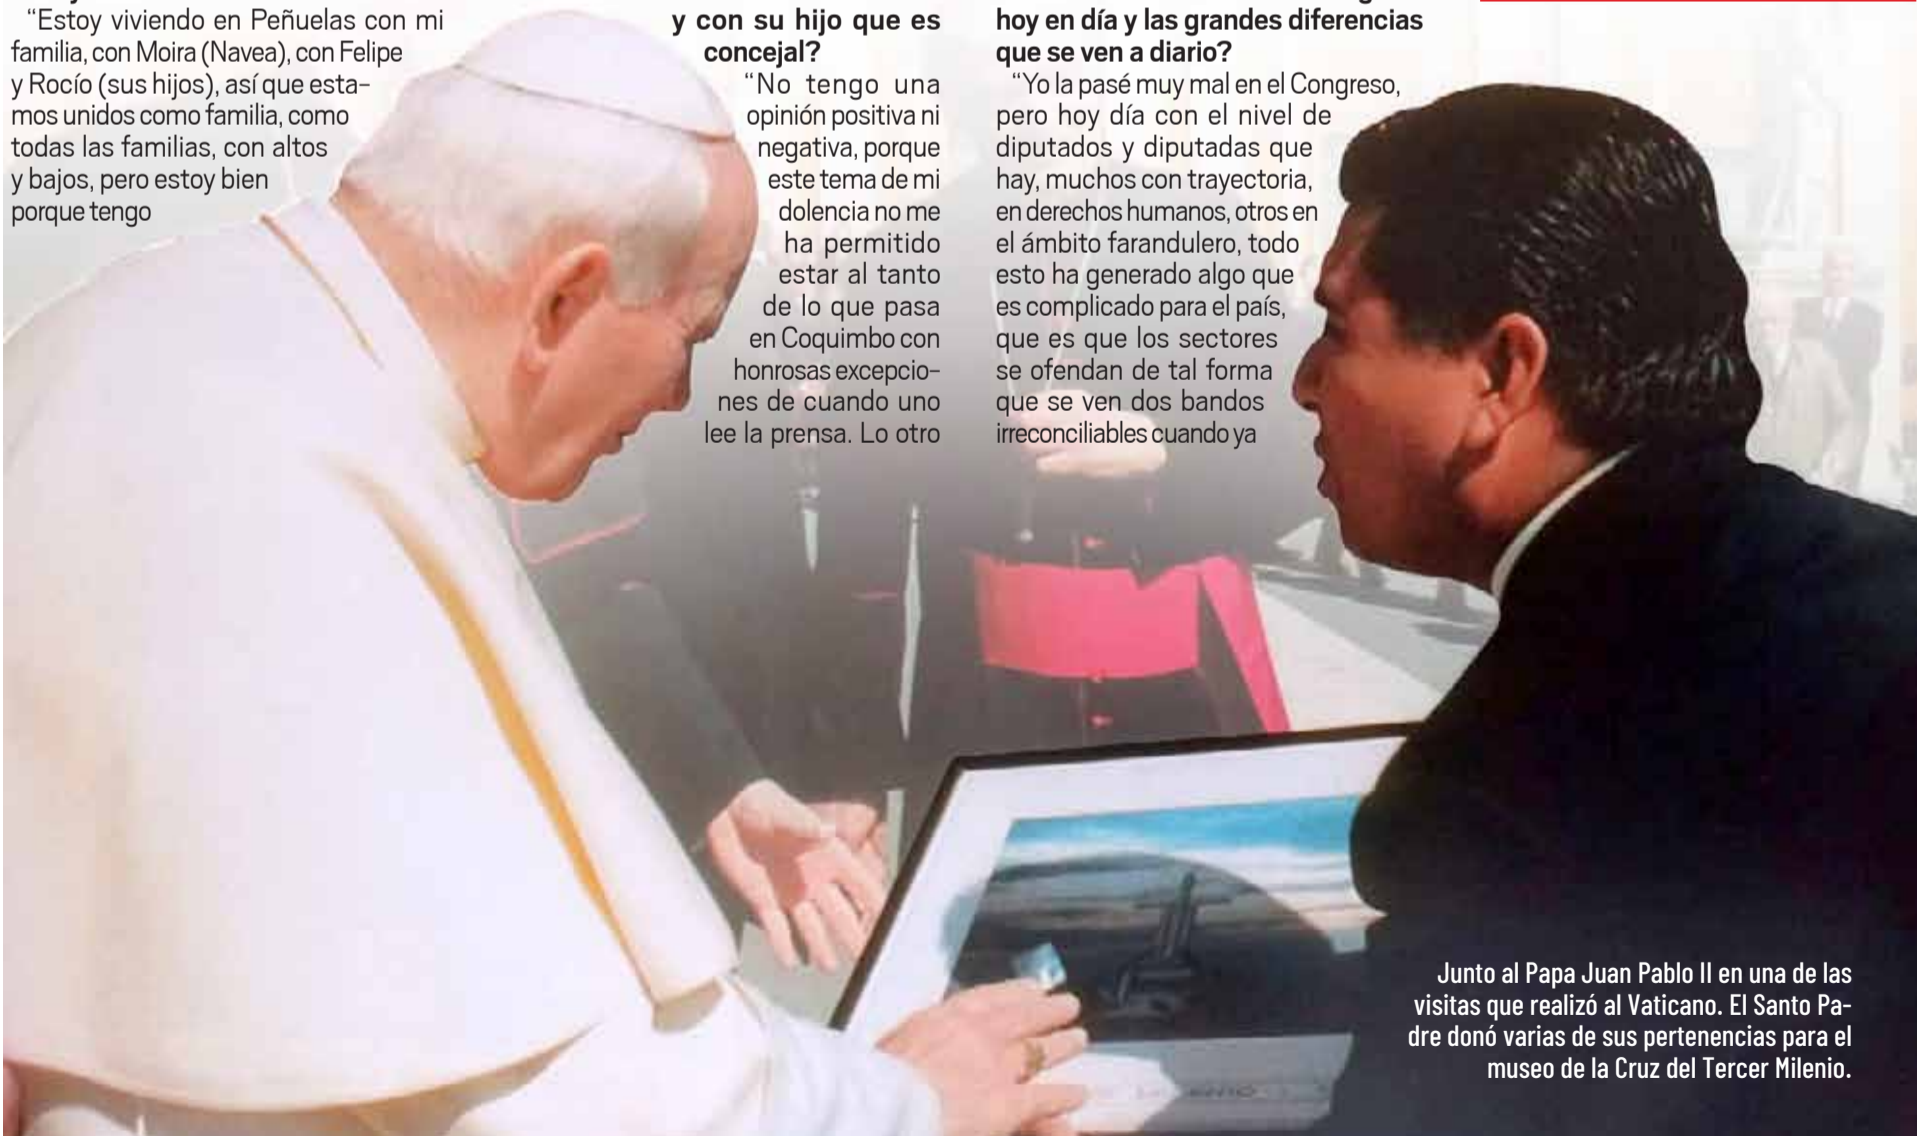 “Estoy viviendo en Peñuelas con mi
familia, con Moira (Navea), con Felipe
y Rocío (sus hijos), así que esta-
mos unidos como familia, como
todas las familias, con altos
y bajos, pero estoy bien
porque tengo
y con su hijo que es
concejal?
“No tengo una
opinión positiva ni
negativa, porque
este tema de mi
dolencia no me
ha permitido
estar al tanto
de lo que pasa
en Coquimbo con
honrosas excepcio-
nes de cuando uno
lee la prensa. Lo otro
hoy en día y las grandes diferencias
que se ven a diario?
“Yo la pasé muy mal en el Congreso,
pero hoy día con el nivel de
diputados y diputadas que
hay, muchos con trayectoria,
en derechos humanos, otros en
el ámbito farandulero, todo
esto ha generado algo que
es complicado para el país,
que es que los sectores
se ofendan de tal forma
que se ven dos bandos
irreconciliables cuando ya
Junto al Papa Juan Pablo II en una de las
visitas que realizó al Vaticano. El Santo Pa-
dre donó varias de sus pertenencias para el
museo de la Cruz del Tercer Milenio.